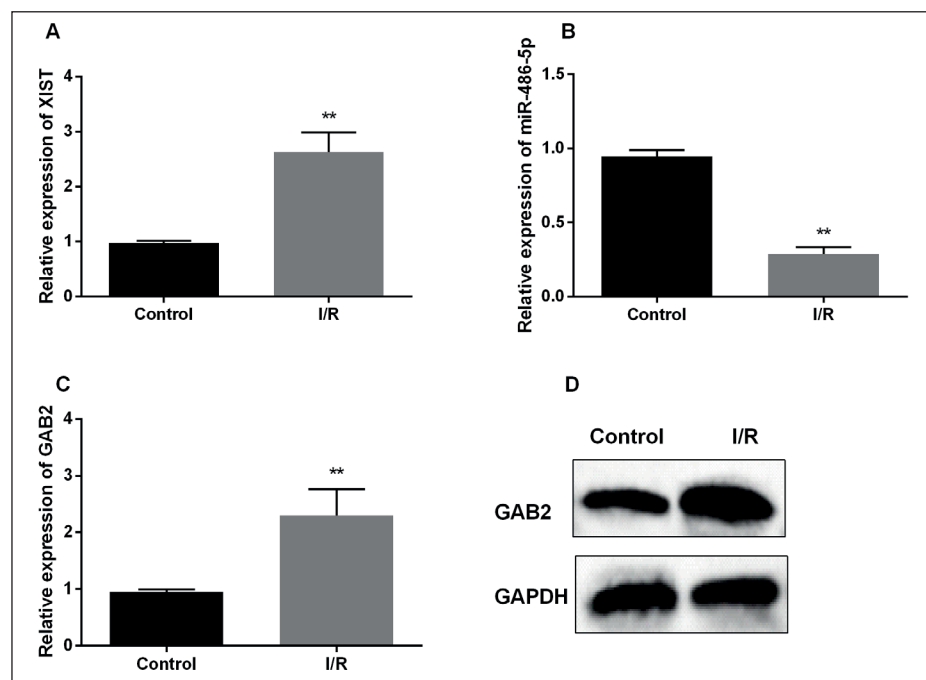 A
Relative expression of XIST
4
3
2
1
0
**
Control I/R
B
Relative expression of miR-486-5p
1.5
1.0
0.5
0.0
**
Control I/R
C
Relative expression of GAB2
4
3
2
1
0
**
Control I/R
D
Control I/R
GAB2
GAPDH